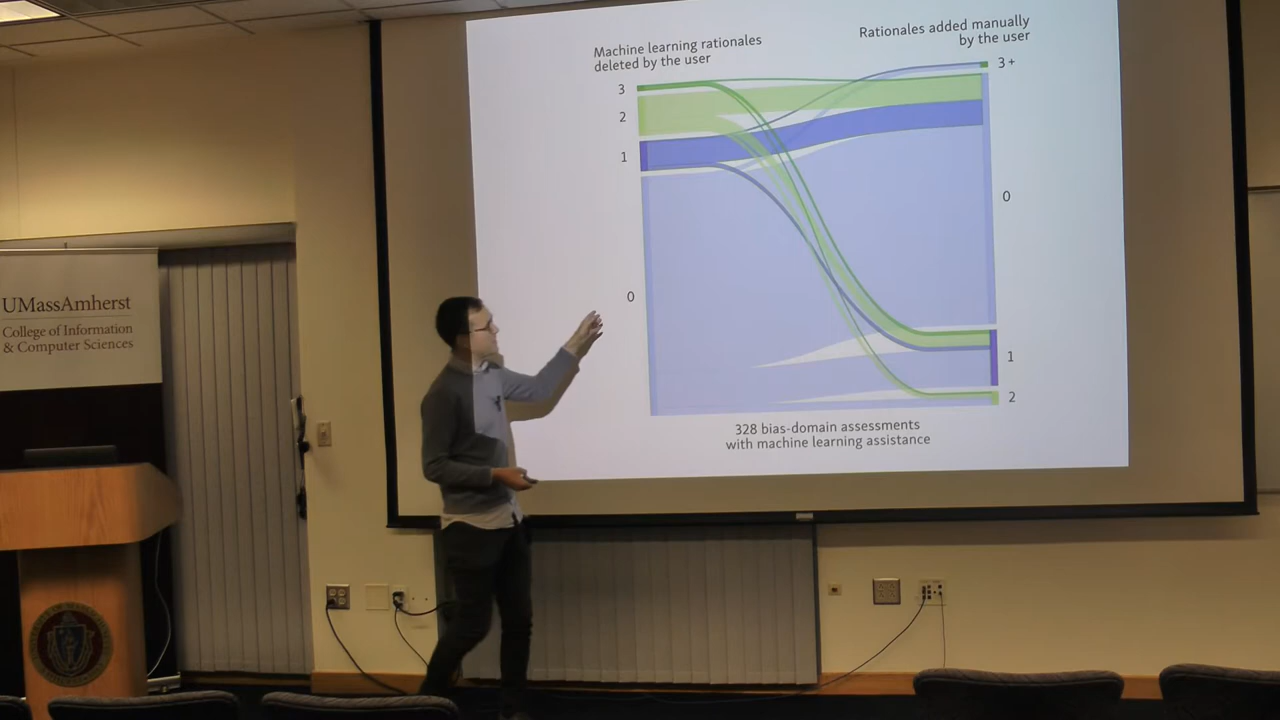 Machine learning rationales
deleted by the user
Rationales added manually
by the user
3
2
1
0
3+
0
1
2
328 bias-domain assessments
with machine learning assistance
UMassAmherst
College of Information
& Computer Sciences